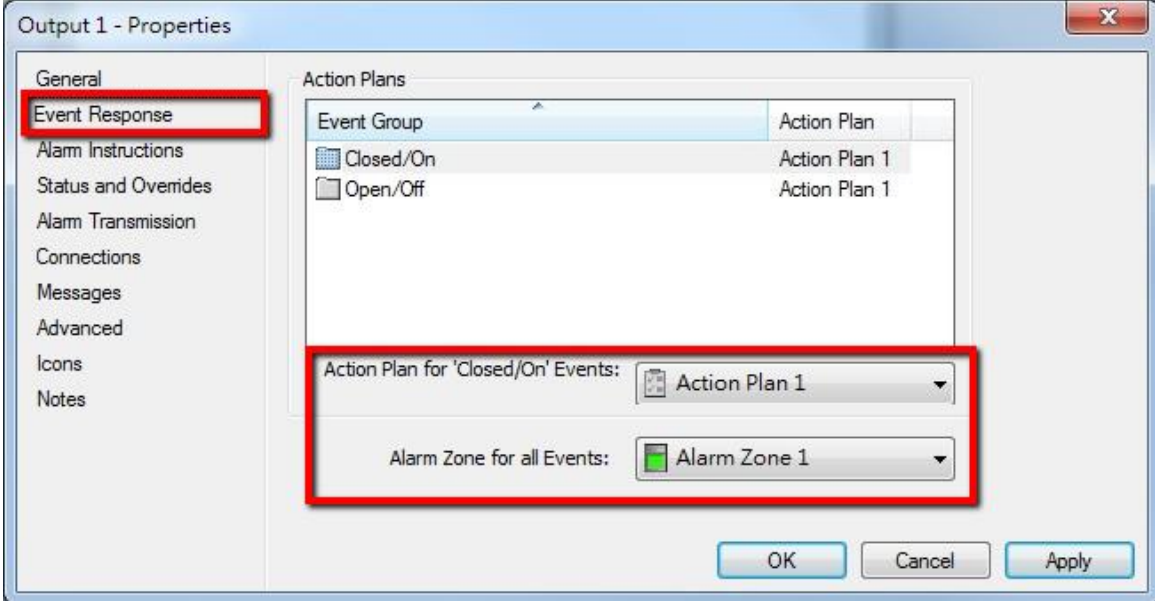 Output 1 - Properties
General
Event Response
Alarm Instructions
Status and Overrides
Alarm Transmission
Connections
Messages
Advanced
Icons
Notes
Action Plans
Event Group Action Plan
Closed/On Action Plan 1
Open/Off Action Plan 1
Action Plan for 'Closed/On' Events: Action Plan 1
Alarm Zone for all Events: Alarm Zone 1
OK Cancel Apply